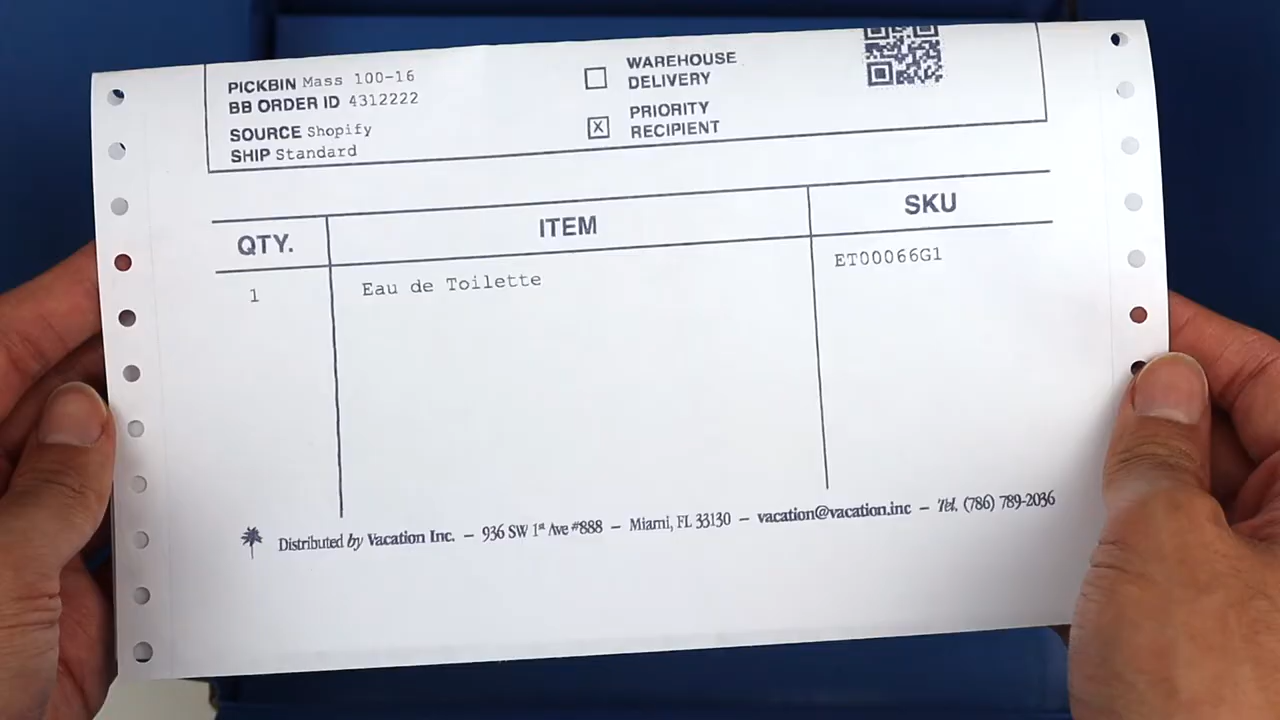 PICKBIN Mass 100-16
BB ORDER ID 4312222
SOURCE Shopify
SHIP Standard
WAREHOUSE
DELIVERY
X
PRIORITY
RECIPIENT
QTY.
ITEM
SKU
1
Eau de Toilette
ET00066G1
Distributed by Vacation Inc. – 936 SW 1st Ave #888 – Miami, FL 33130 – vacation@vacation.inc – Tel. (786) 789-2036